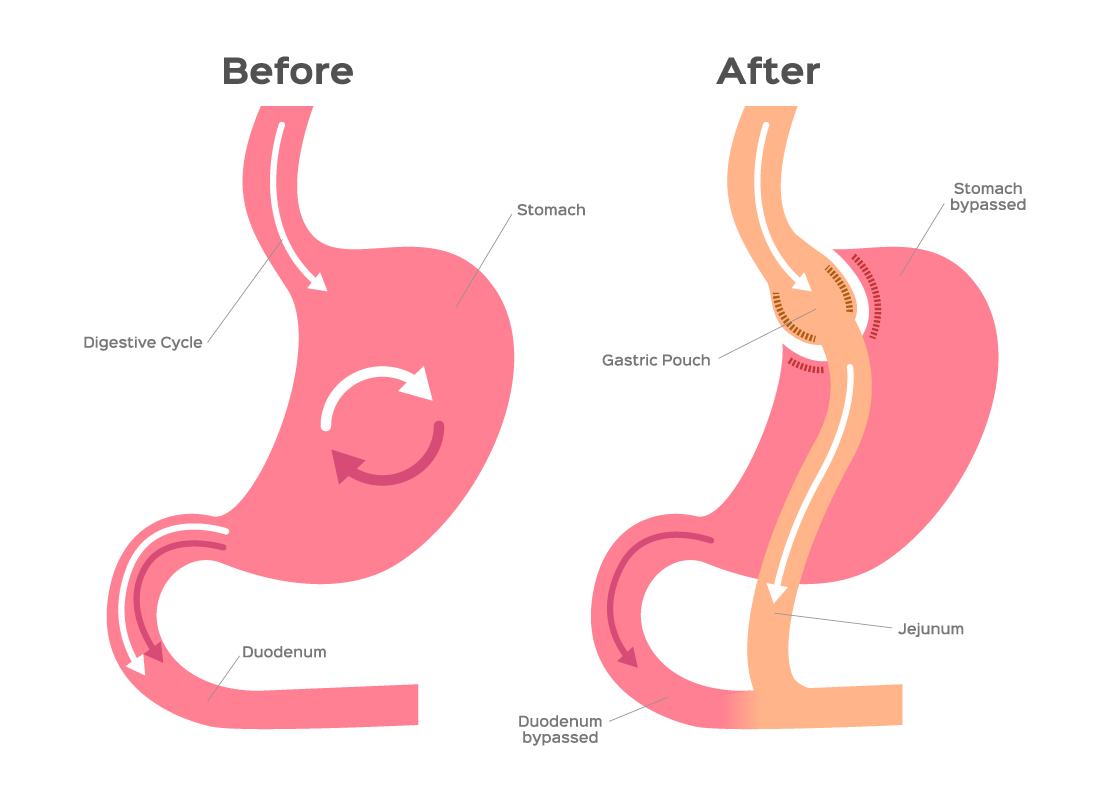 Before
After
Stomach
Digestive Cycle
Duodenum
Stomach
bypassed
Gastric Pouch
Jejunum
Duodenum
bypassed